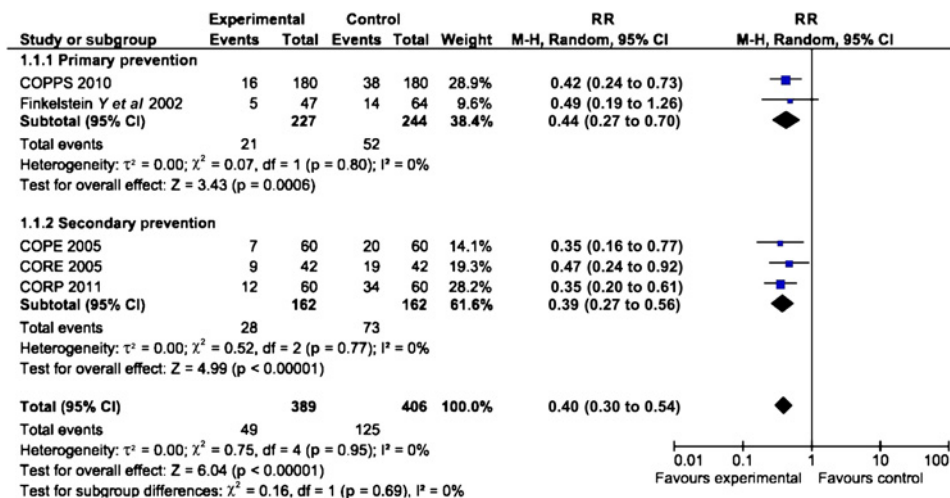 Experimental Control RR RR
Study or subgroup Events Total Events Total Weight M-H, Random, 95% CI M-H, Random, 95% CI
1.1.1 Primary prevention
COPPS 2010 16 180 38 180 28.9% 0.42 (0.24 to 0.73)
Finkelstein Y et al 2002 5 47 14 64 9.6% 0.49 (0.19 to 1.26)
Subtotal (95% CI) 227 244 38.4% 0.44 (0.27 to 0.70)
Total events 21 52
Heterogeneity: τ² = 0.00; χ² = 0.07, df = 1 (p = 0.80); I² = 0%
Test for overall effect: Z = 3.43 (p = 0.0006)
1.1.2 Secondary prevention
COPE 2005 7 60 20 60 14.1% 0.35 (0.16 to 0.77)
CORE 2005 9 42 19 42 19.3% 0.47 (0.24 to 0.92)
CORP 2011 12 60 34 60 28.2% 0.35 (0.20 to 0.61)
Subtotal (95% CI) 162 162 61.6% 0.39 (0.27 to 0.56)
Total events 28 73
Heterogeneity: τ² = 0.00; χ² = 0.52, df = 2 (p = 0.77); I² = 0%
Test for overall effect: Z = 4.99 (p < 0.00001)
Total (95% CI) 389 406 100.0% 0.40 (0.30 to 0.54)
Total events 49 125
Heterogeneity: τ² = 0.00; χ² = 0.75, df = 4 (p = 0.95); I² = 0%
Test for overall effect: Z = 6.04 (p < 0.00001)
Test for subgroup differences: χ² = 0.16, df = 1 (p = 0.69), I² = 0%
0.01 0.1 1 10 100
Favours experimental Favours control